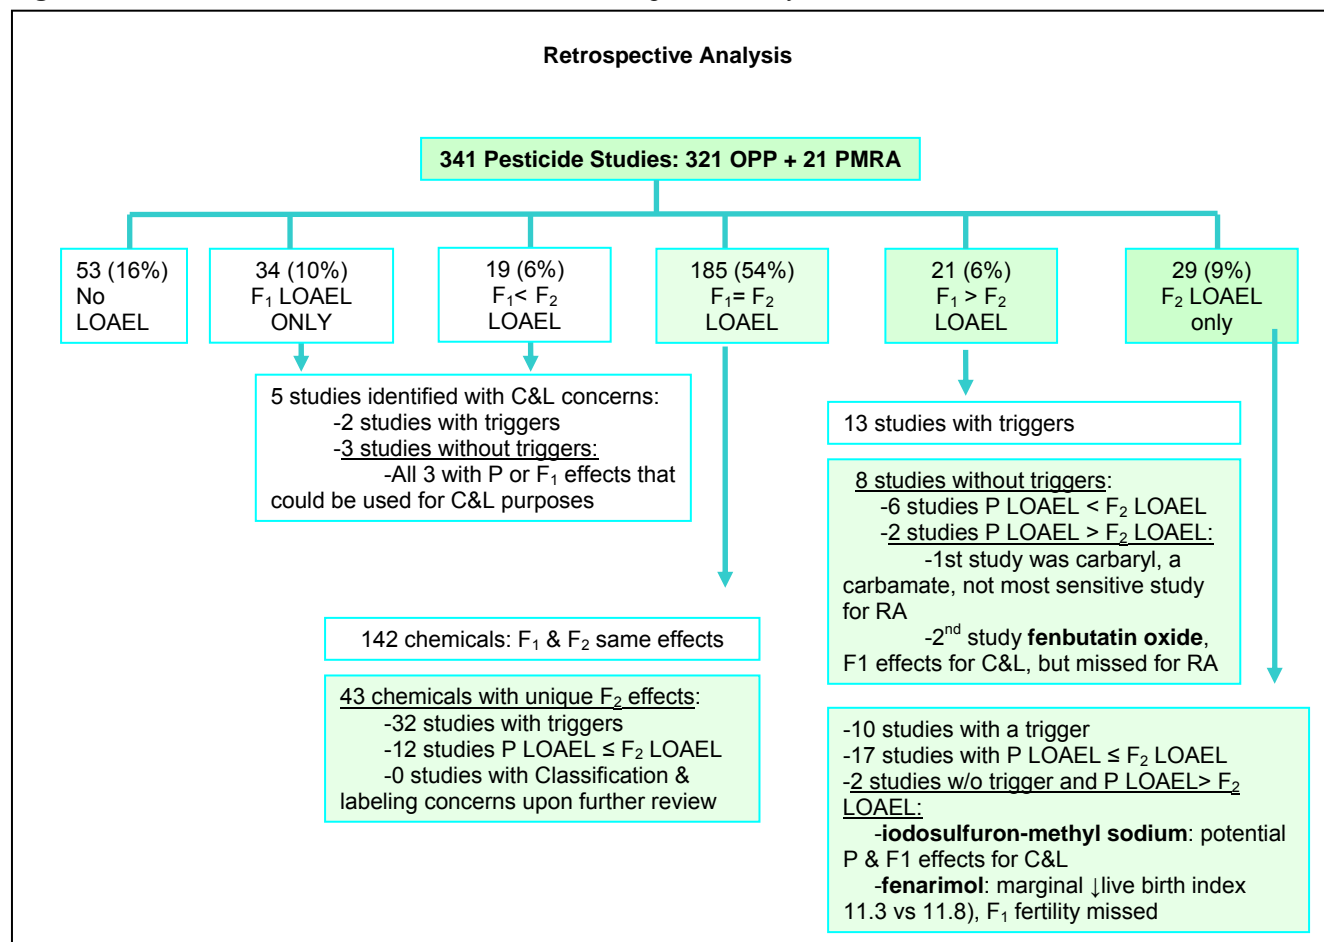 Retrospective Analysis
341 Pesticide Studies: 321 OPP + 21 PMRA
53 (16%)
No
LOAEL
34 (10%)
F₁ LOAEL
ONLY
19 (6%)
F₁< F₂
LOAEL
185 (54%)
F₁= F₂
LOAEL
21 (6%)
F₁ > F₂
LOAEL
29 (9%)
F₂ LOAEL
only
5 studies identified with C&L concerns:
-2 studies with triggers
-3 studies without triggers:
-All 3 with P or F₁ effects that
could be used for C&L purposes
142 chemicals: F₁ & F₂ same effects
43 chemicals with unique F₂ effects:
-32 studies with triggers
-12 studies P LOAEL ≤ F₂ LOAEL
-0 studies with Classification &
labeling concerns upon further review
13 studies with triggers
8 studies without triggers:
-6 studies P LOAEL < F₂ LOAEL
-2 studies P LOAEL > F₂ LOAEL:
-1st study was carbaryl, a
carbamate, not most sensitive study
for RA
-2nd study fenbutatin oxide,
F1 effects for C&L, but missed for RA
-10 studies with a trigger
-17 studies with P LOAEL ≤ F₂ LOAEL
-2 studies w/o trigger and P LOAEL> F₂
LOAEL:
-iodosulfuron-methyl sodium: potential
P & F1 effects for C&L
-fenarimol: marginal ↓live birth index
11.3 vs 11.8), F₁ fertility missed